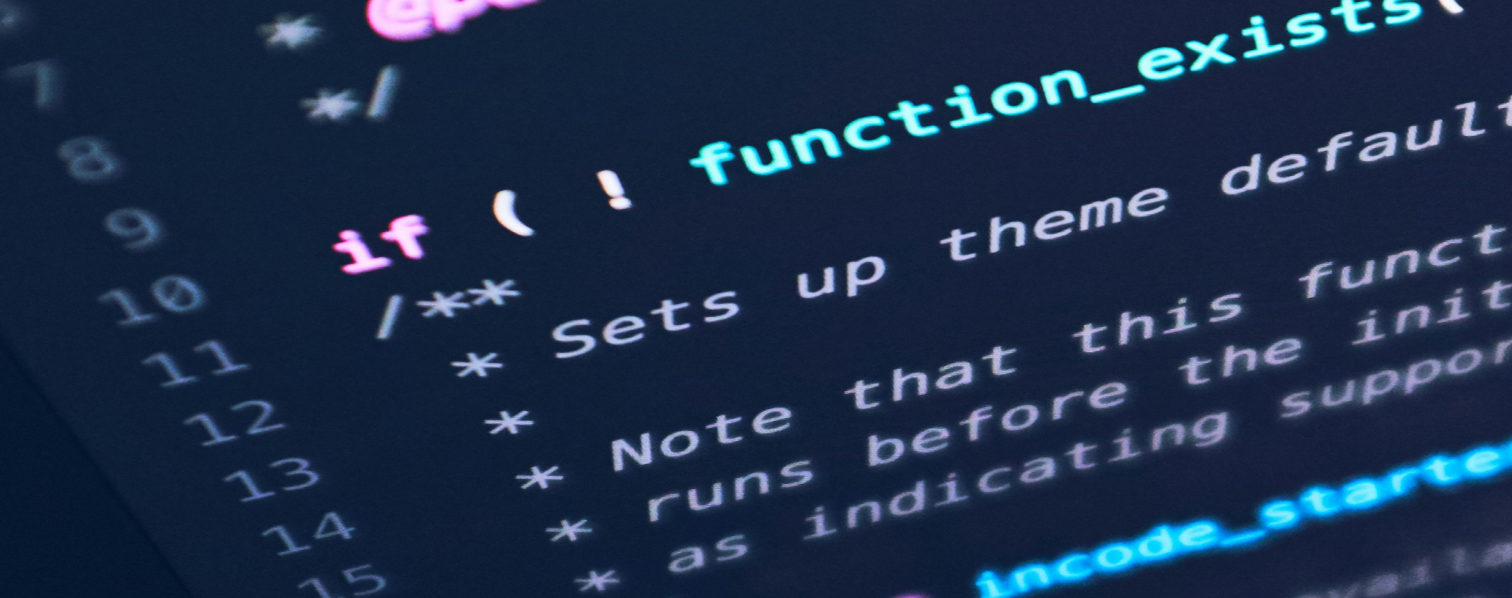 7 * @p
8 */
9 if ( ! function_exists(
10 /**
11 * Sets up theme default
12 *
13 * Note that this funct
14 * runs before the init
15 * as indicating suppor
incode_starte
availa